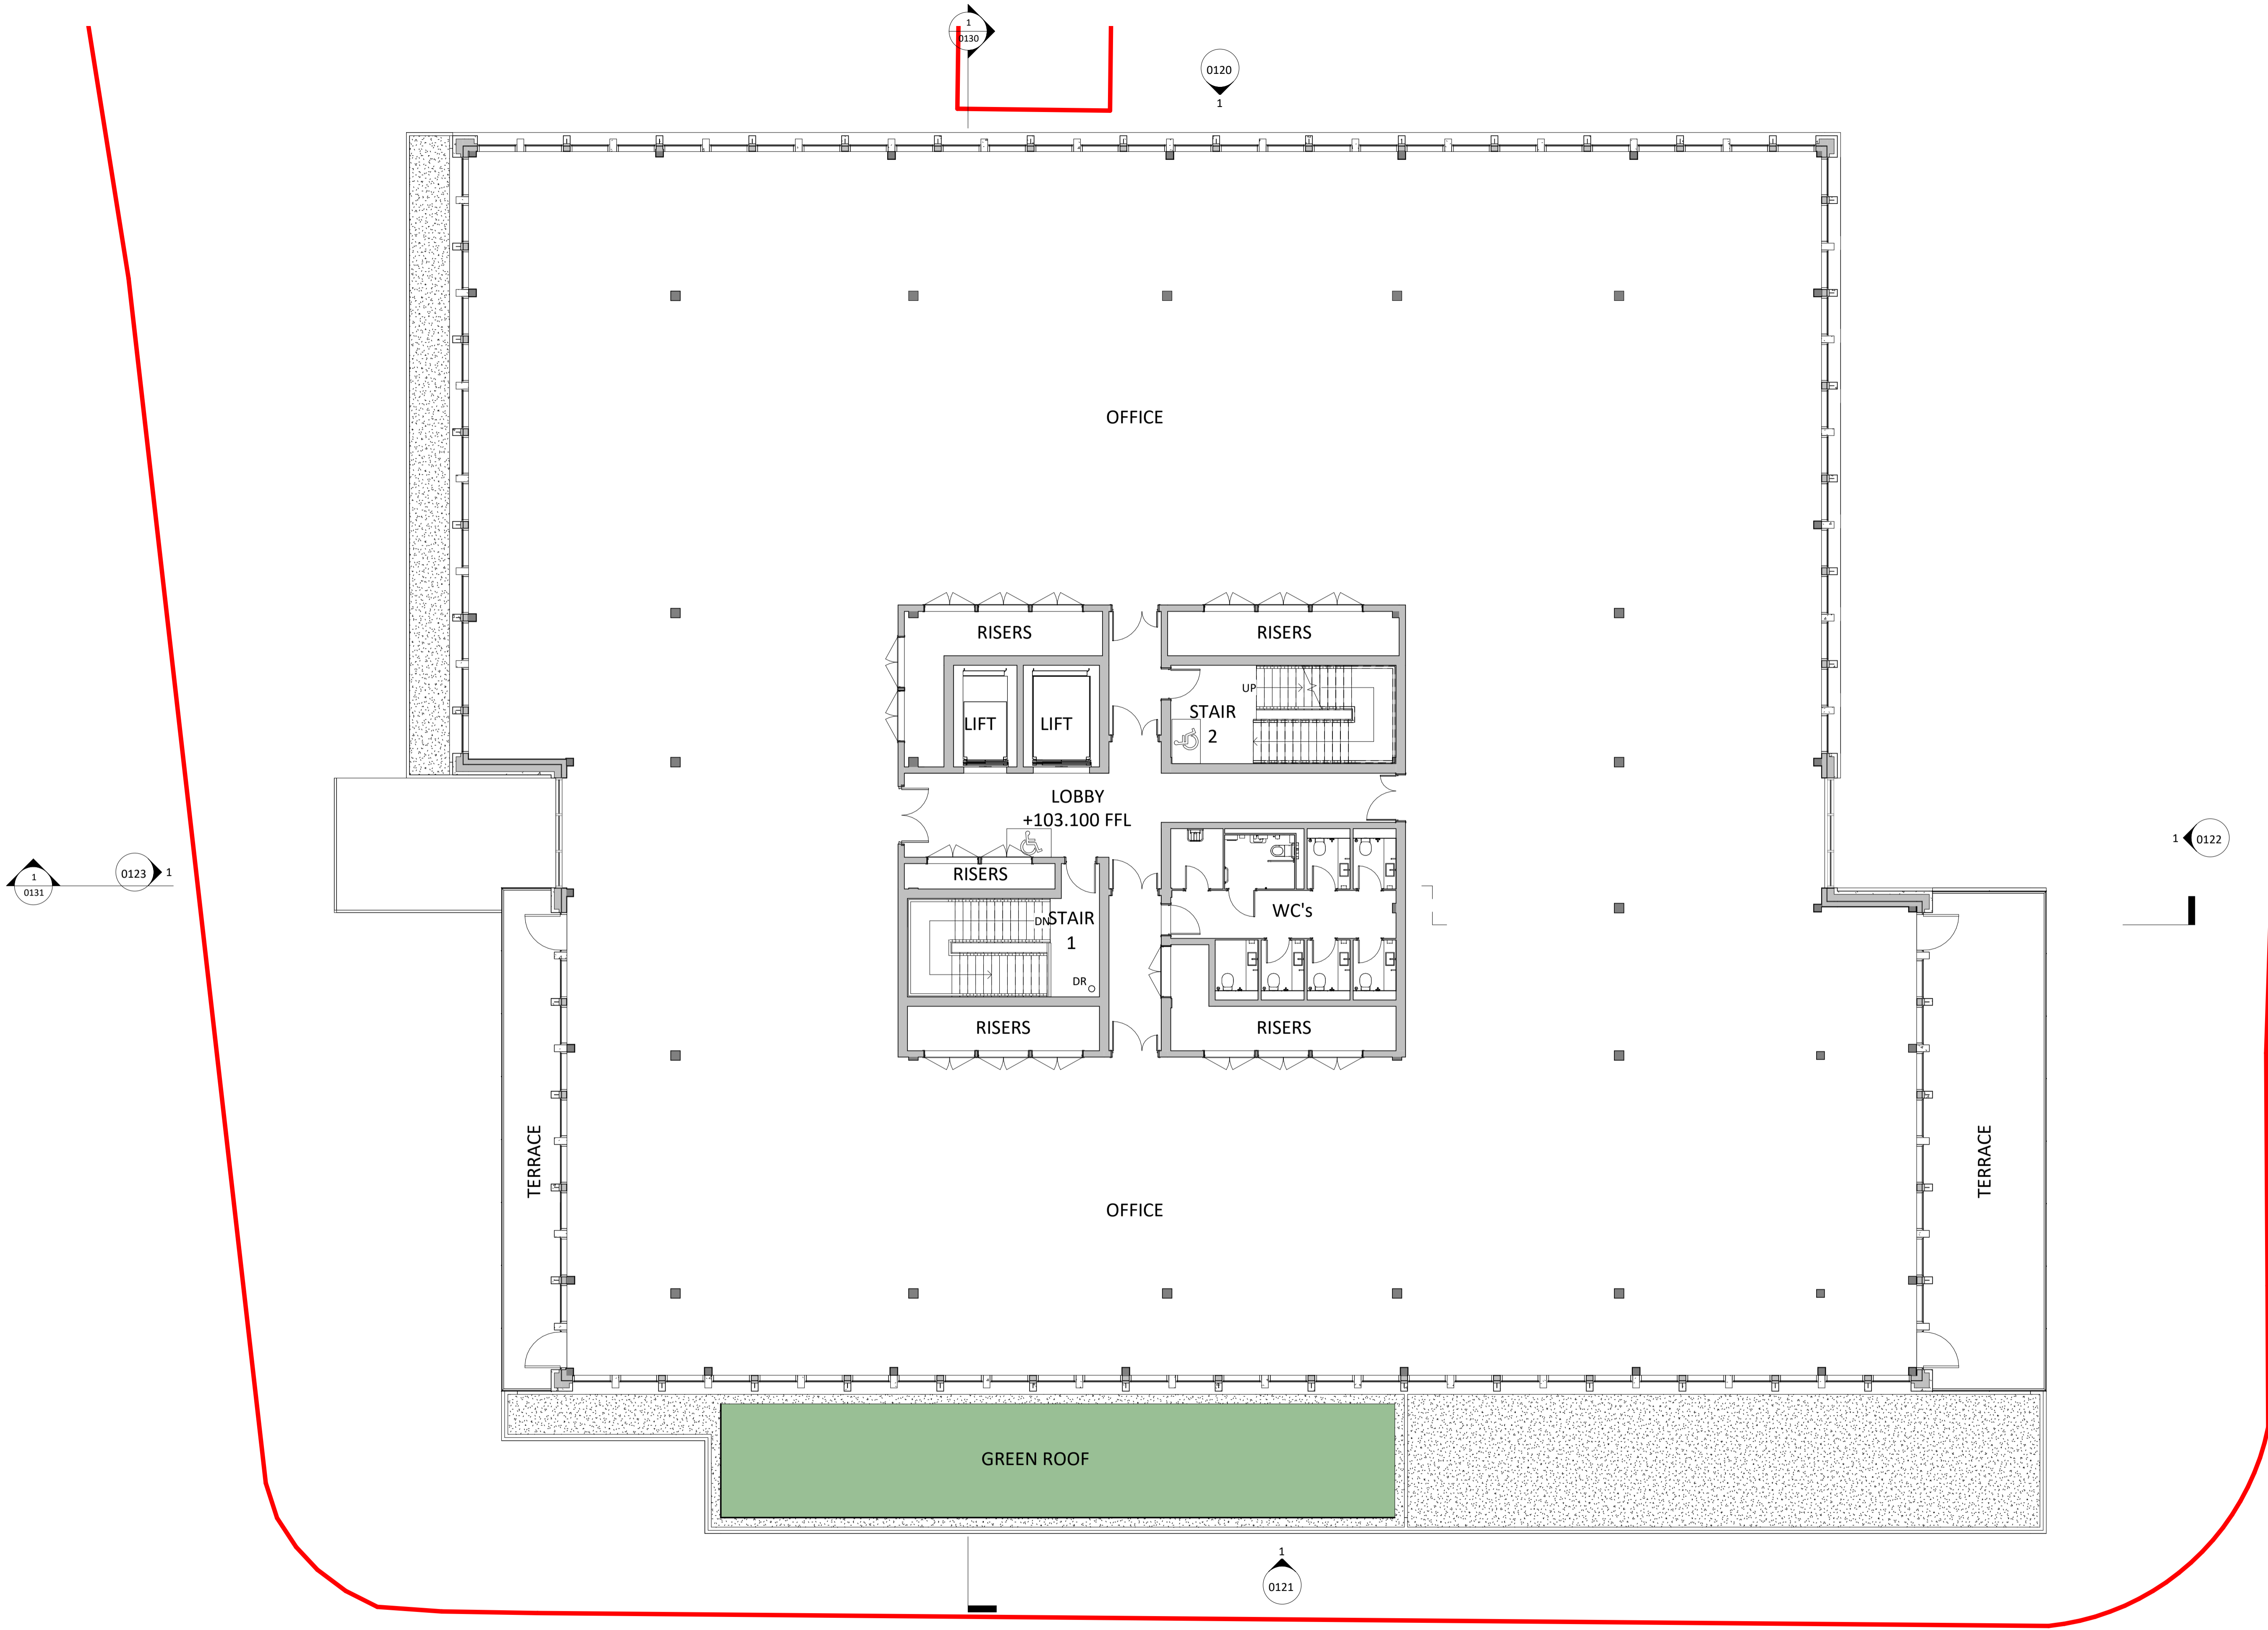 1
0130
0120
1
OFFICE
RISERS
RISERS
UP
LIFT
LIFT
STAIR
2
LOBBY
+103.100 FFL
1
0122
1
0131
0123
1
RISERS
WC's
DN
STAIR
1
DR
RISERS
RISERS
TERRACE
TERRACE
OFFICE
GREEN ROOF
1
0121